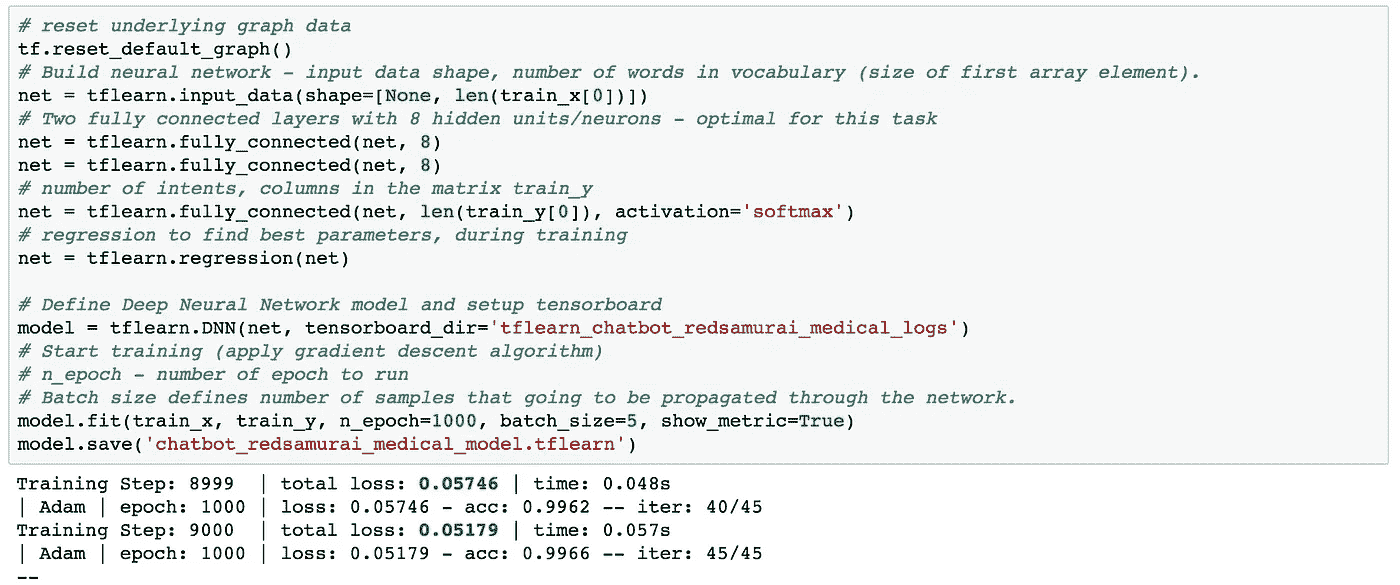 # reset underlying graph data
tf.reset_default_graph()
# Build neural network - input data shape, number of words in vocabulary (size of first array element).
net = tflearn.input_data(shape=[None, len(train_x[0])])
# Two fully connected layers with 8 hidden units/neurons - optimal for this task
net = tflearn.fully_connected(net, 8)
net = tflearn.fully_connected(net, 8)
# number of intents, columns in the matrix train_y
net = tflearn.fully_connected(net, len(train_y[0]), activation='softmax')
# regression to find best parameters, during training
net = tflearn.regression(net)

# Define Deep Neural Network model and setup tensorboard
model = tflearn.DNN(net, tensorboard_dir='tflearn_chatbot_redsamurai_medical_logs')
# Start training (apply gradient descent algorithm)
# n_epoch - number of epoch to run
# Batch size defines number of samples that going to be propagated through the network.
model.fit(train_x, train_y, n_epoch=1000, batch_size=5, show_metric=True)
model.save('chatbot_redsamurai_medical_model.tflearn')
Training Step: 8999  | total loss: 0.05746 | time: 0.048s
| Adam | epoch: 1000 | loss: 0.05746 - acc: 0.9962 -- iter: 40/45
Training Step: 9000  | total loss: 0.05179 | time: 0.057s
| Adam | epoch: 1000 | loss: 0.05179 - acc: 0.9966 -- iter: 45/45
--